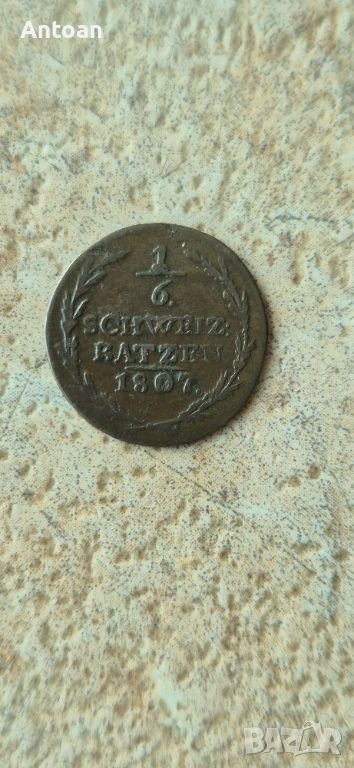 Antoan
1
6.
SCHWEIZ:
BATZEN
1807.
BAZAR